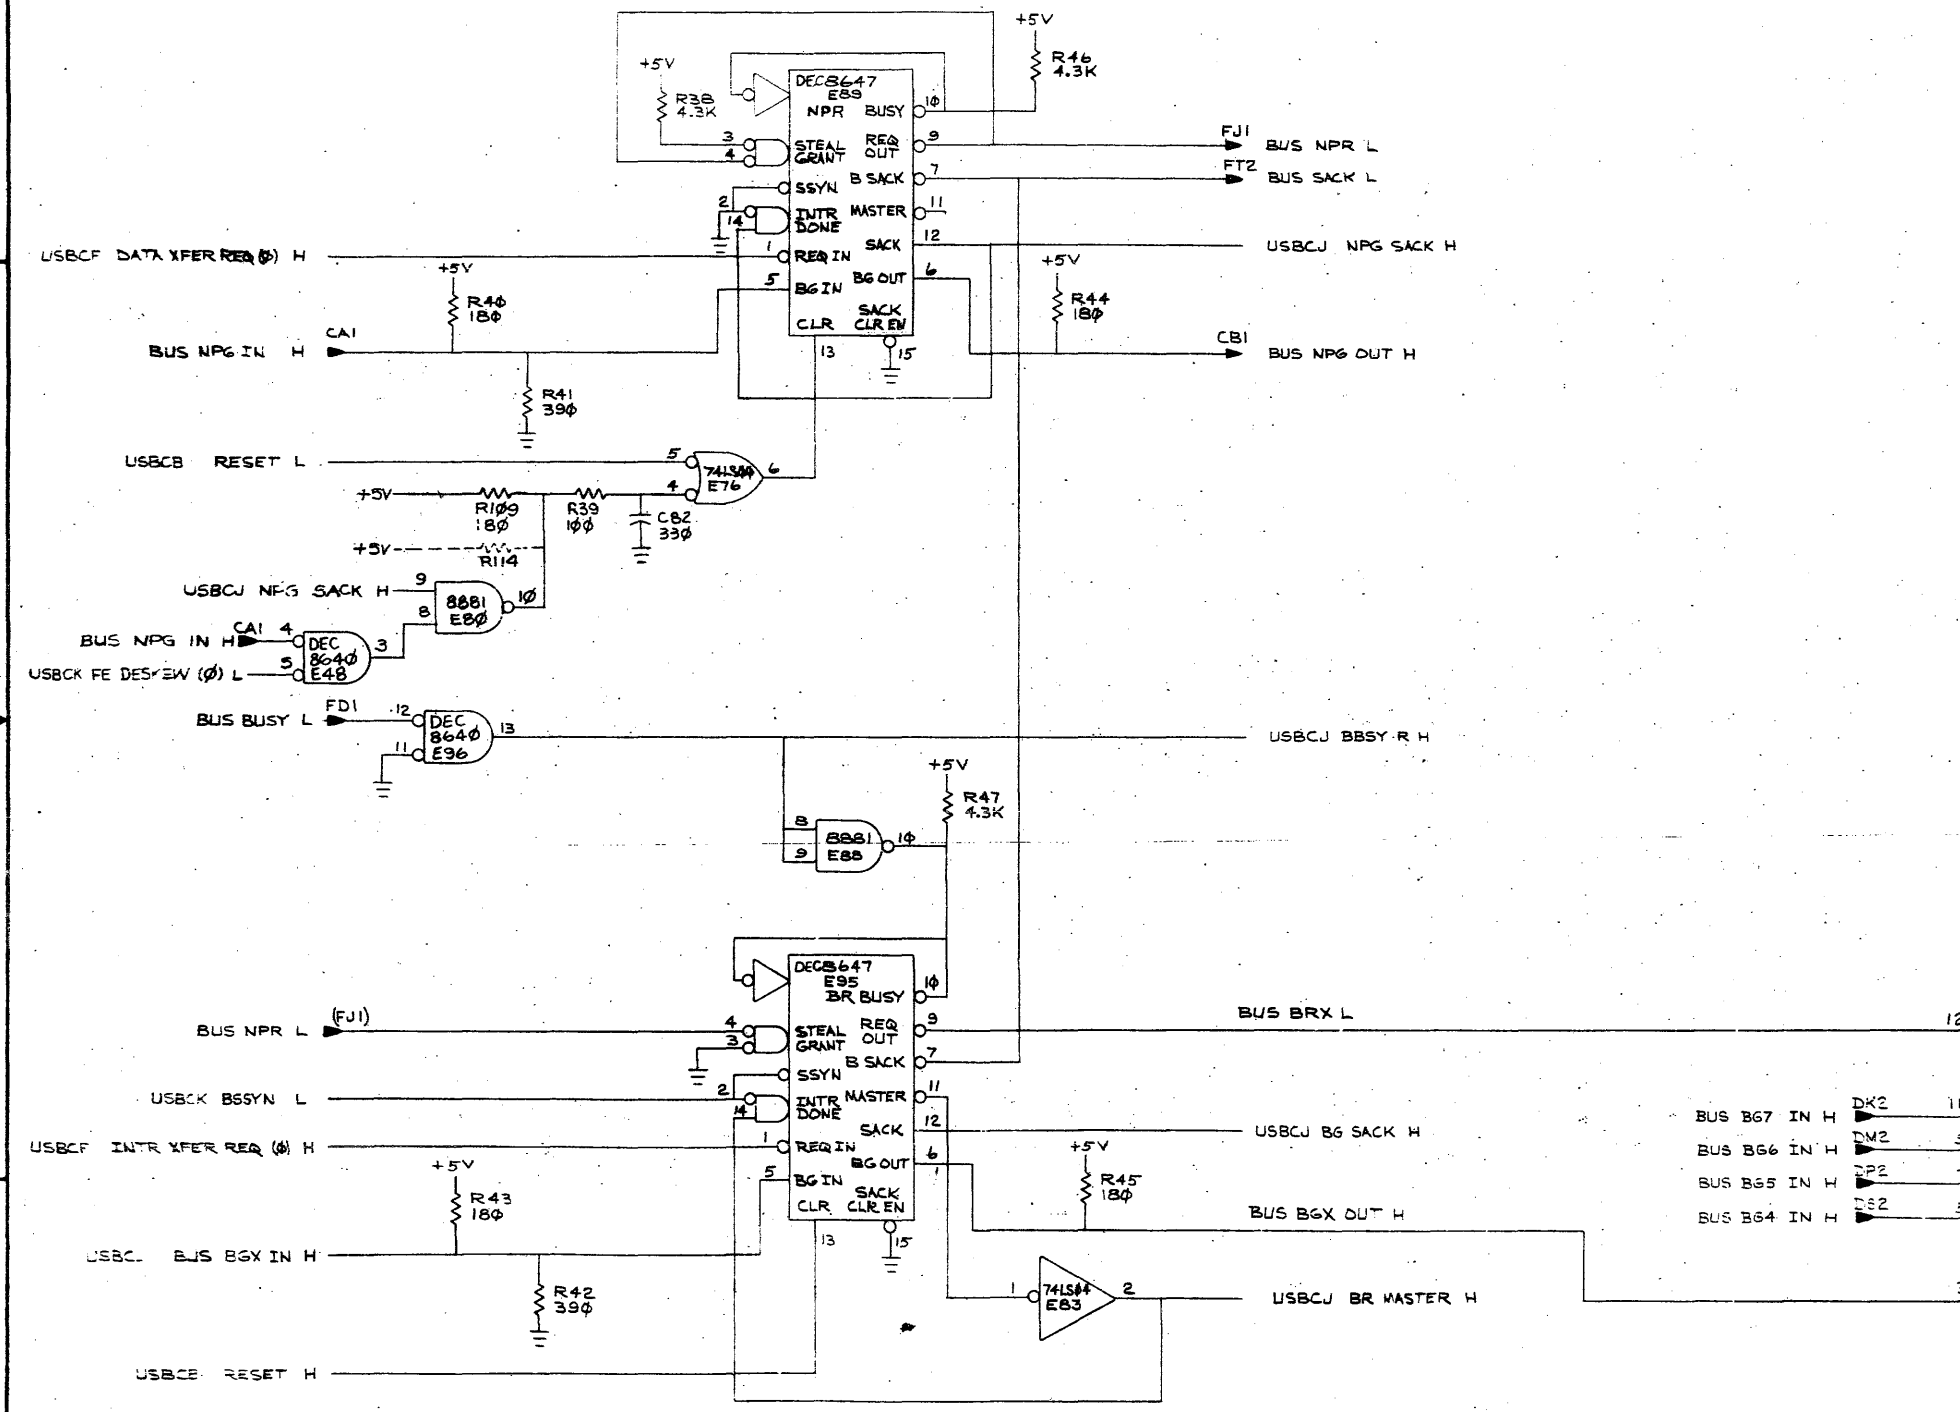 +5V
R46
4.3K
+5V
R38
4.3K
DEC8647
E89
NPR BUSY
10
3
4
STEAL
GRANT
REQ
OUT
9
FJ1
BUS NPR L
B SACK
7
FT2
BUS SACK L
SSYN
2
14
INTR
DONE
MASTER
11
USBCF DATA XFER REQ (Ø) H
1
REQ IN
SACK
12
USBCJ NPG SACK H
+5V
R4Ø
18Ø
5
BG IN
BG OUT
6
+5V
R44
18Ø
SACK
CLR CLR EN
13
15
BUS NPG IN H
CA1
CB1
BUS NPG OUT H
R41
39Ø
USBCB RESET L
5
4
74LSØØ
E76
6
+5V
R1Ø9
18Ø
R39
1ØØ
C82
33Ø
+5V
R114
USBCJ NPG SACK H
9
8
8881
E8Ø
1Ø
BUS NPG IN H
CA1
4
DEC
864Ø
E48
3
USBCK FE DESKEW (Ø) L
5
BUS BUSY L
FD1
12
11
DEC
864Ø
E96
13
USBCJ BBSY R H
+5V
R47
4.3K
8
9
8881
E88
1Ø
DEC8647
E95
BR BUSY
1Ø
BUS NPR L
(FJ1)
4
3
STEAL
GRANT
REQ
OUT
9
BUS BRX L
12
B SACK
7
SSYN
USBCK BSSYN L
2
14
INTR
DONE
MASTER
11
SACK
12
USBCJ BG SACK H
USBCF INTR XFER REQ (Ø) H
1
REQ IN
BG OUT
6
1
+5V
R45
18Ø
+5V
R43
18Ø
5
BG IN
SACK
CLR CLR EN
13
15
BUS BGX OUT H
BUS BG7 IN H
DK2
11
BUS BG6 IN H
DM2
BUS BG5 IN H
DP2
BUS BG4 IN H
DS2
BUS BGX IN H
R42
39Ø
1
74LSØ4
E83
2
USBCJ BR MASTER H
USBCB RESET H